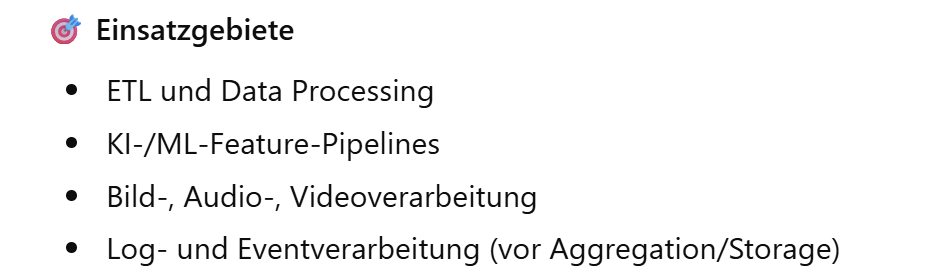 🎯 Einsatzgebiete
• ETL und Data Processing
• KI-/ML-Feature-Pipelines
• Bild-, Audio-, Videoverarbeitung
• Log- und Eventverarbeitung (vor Aggregation/Storage)